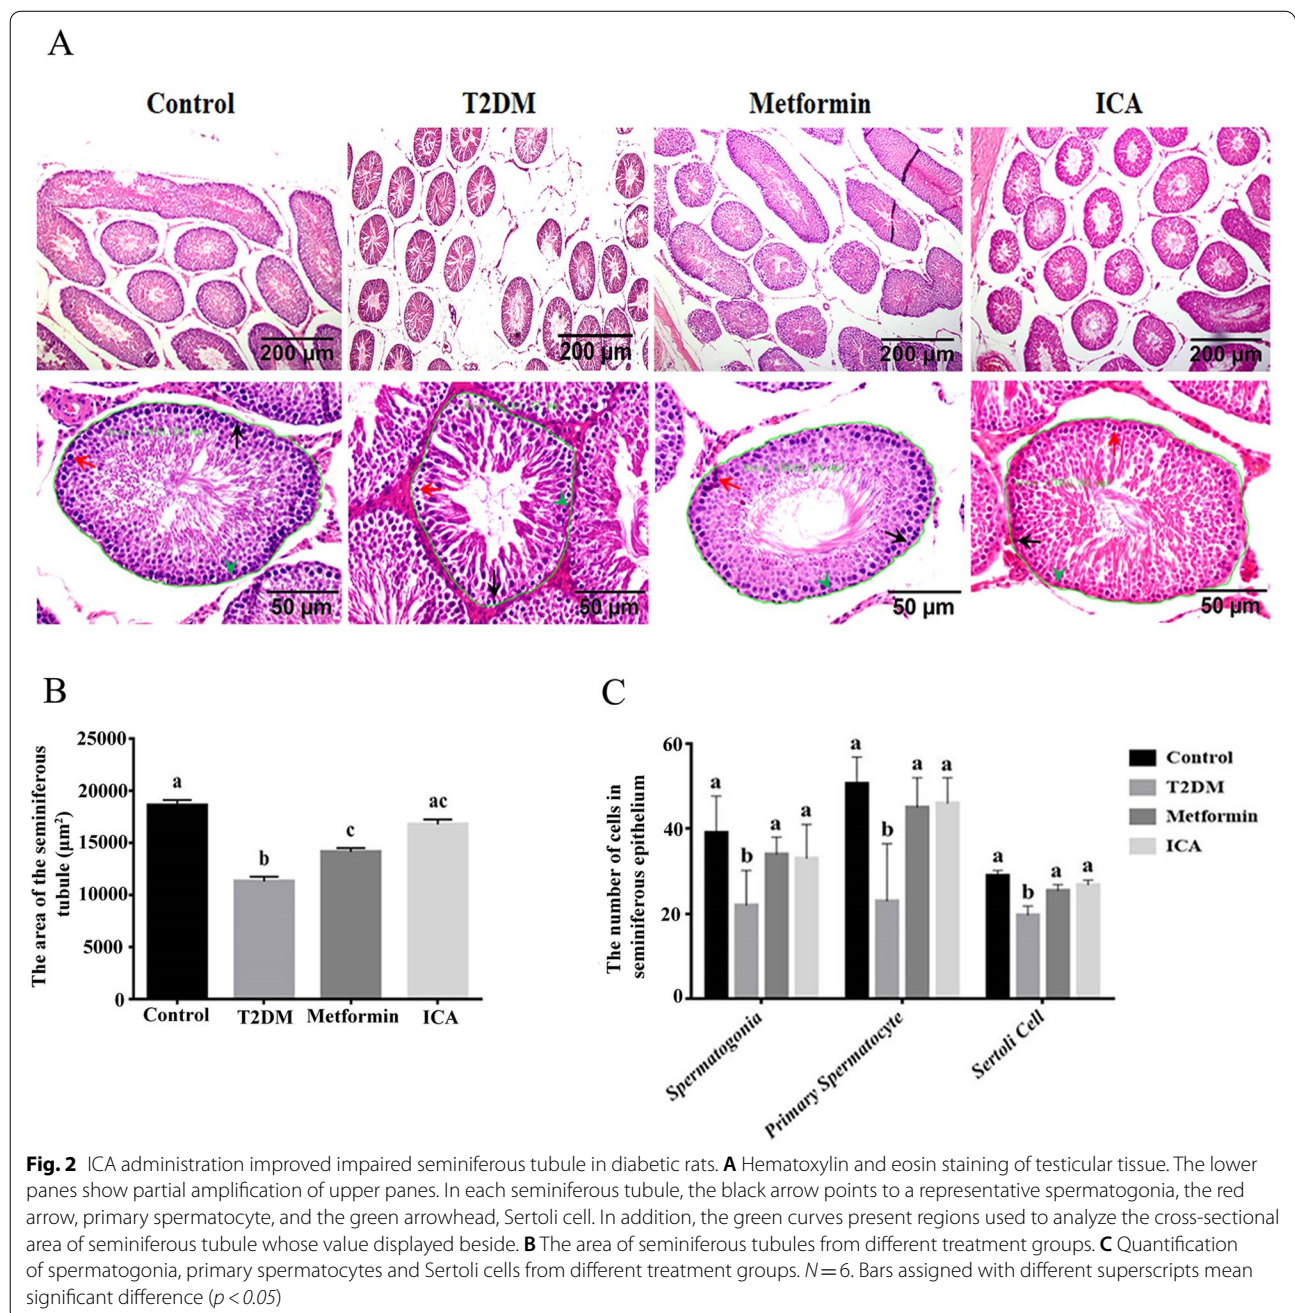 A
Control T2DM Metformin ICA
200 µm 200 µm 200 µm 200 µm
50 µm 50 µm 50 µm 50 µm
B
The area of the seminiferous
tubule (µm²)
25000
20000
15000
10000
5000
0
a
b
c
ac
Control T2DM Metformin ICA
C
The number of cells in
seminiferous epithelium
60
40
20
0
a b a a
a b a a
a b a a
Spermatogonia
Primary Spermatocyte
Sertoli Cell
Control
T2DM
Metformin
ICA
Fig. 2 ICA administration improved impaired seminiferous tubule in diabetic rats. A Hematoxylin and eosin staining of testicular tissue. The lower
panes show partial amplification of upper panes. In each seminiferous tubule, the black arrow points to a representative spermatogonia, the red
arrow, primary spermatocyte, and the green arrowhead, Sertoli cell. In addition, the green curves present regions used to analyze the cross-sectional
area of seminiferous tubule whose value displayed beside. B The area of seminiferous tubules from different treatment groups. C Quantification
of spermatogonia, primary spermatocytes and Sertoli cells from different treatment groups. N = 6. Bars assigned with different superscripts mean
significant difference (p < 0.05)